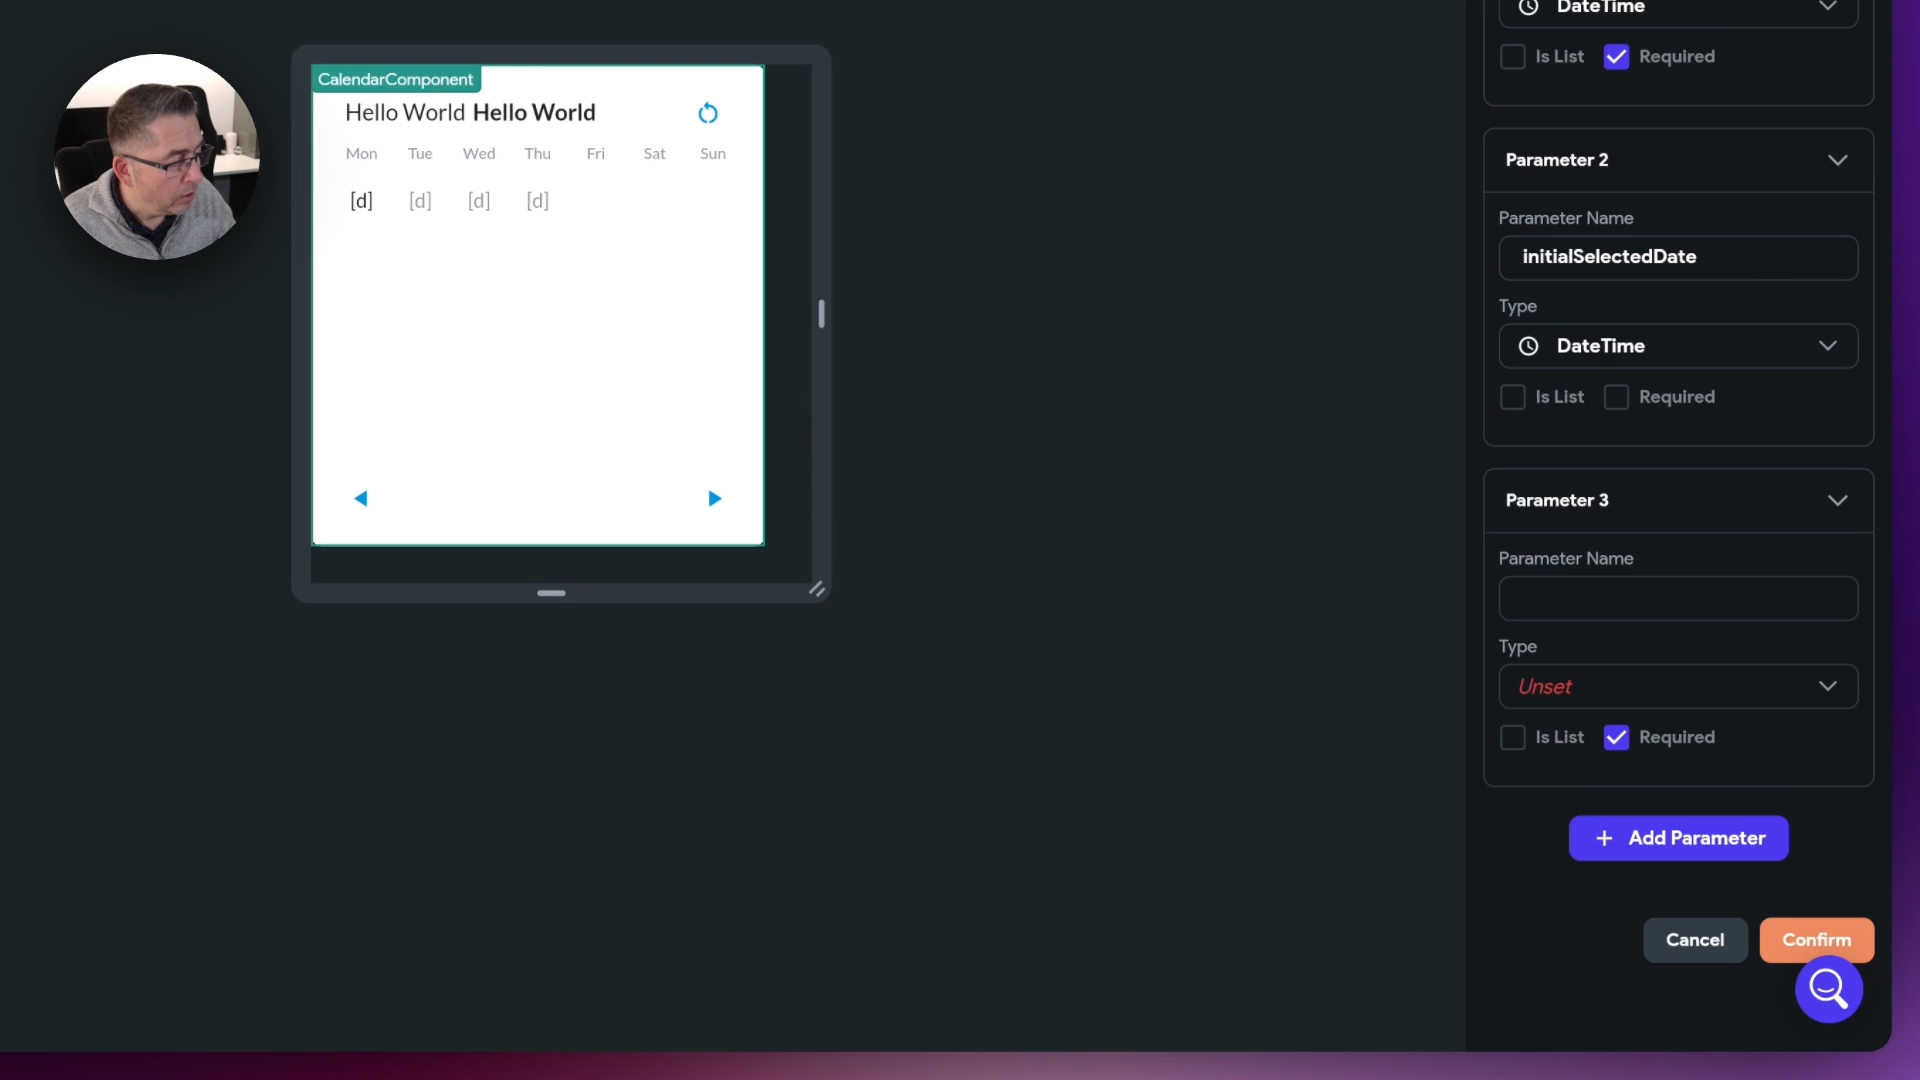 CalendarComponent
Hello World Hello World
Mon Tue Wed Thu Fri Sat Sun
[d] [d] [d] [d]
DateTime
Is List Required
Parameter 2
Parameter Name
initialSelectedDate
Type
DateTime
Is List Required
Parameter 3
Parameter Name
Type
Unset
Is List Required
+ Add Parameter
Cancel Confirm